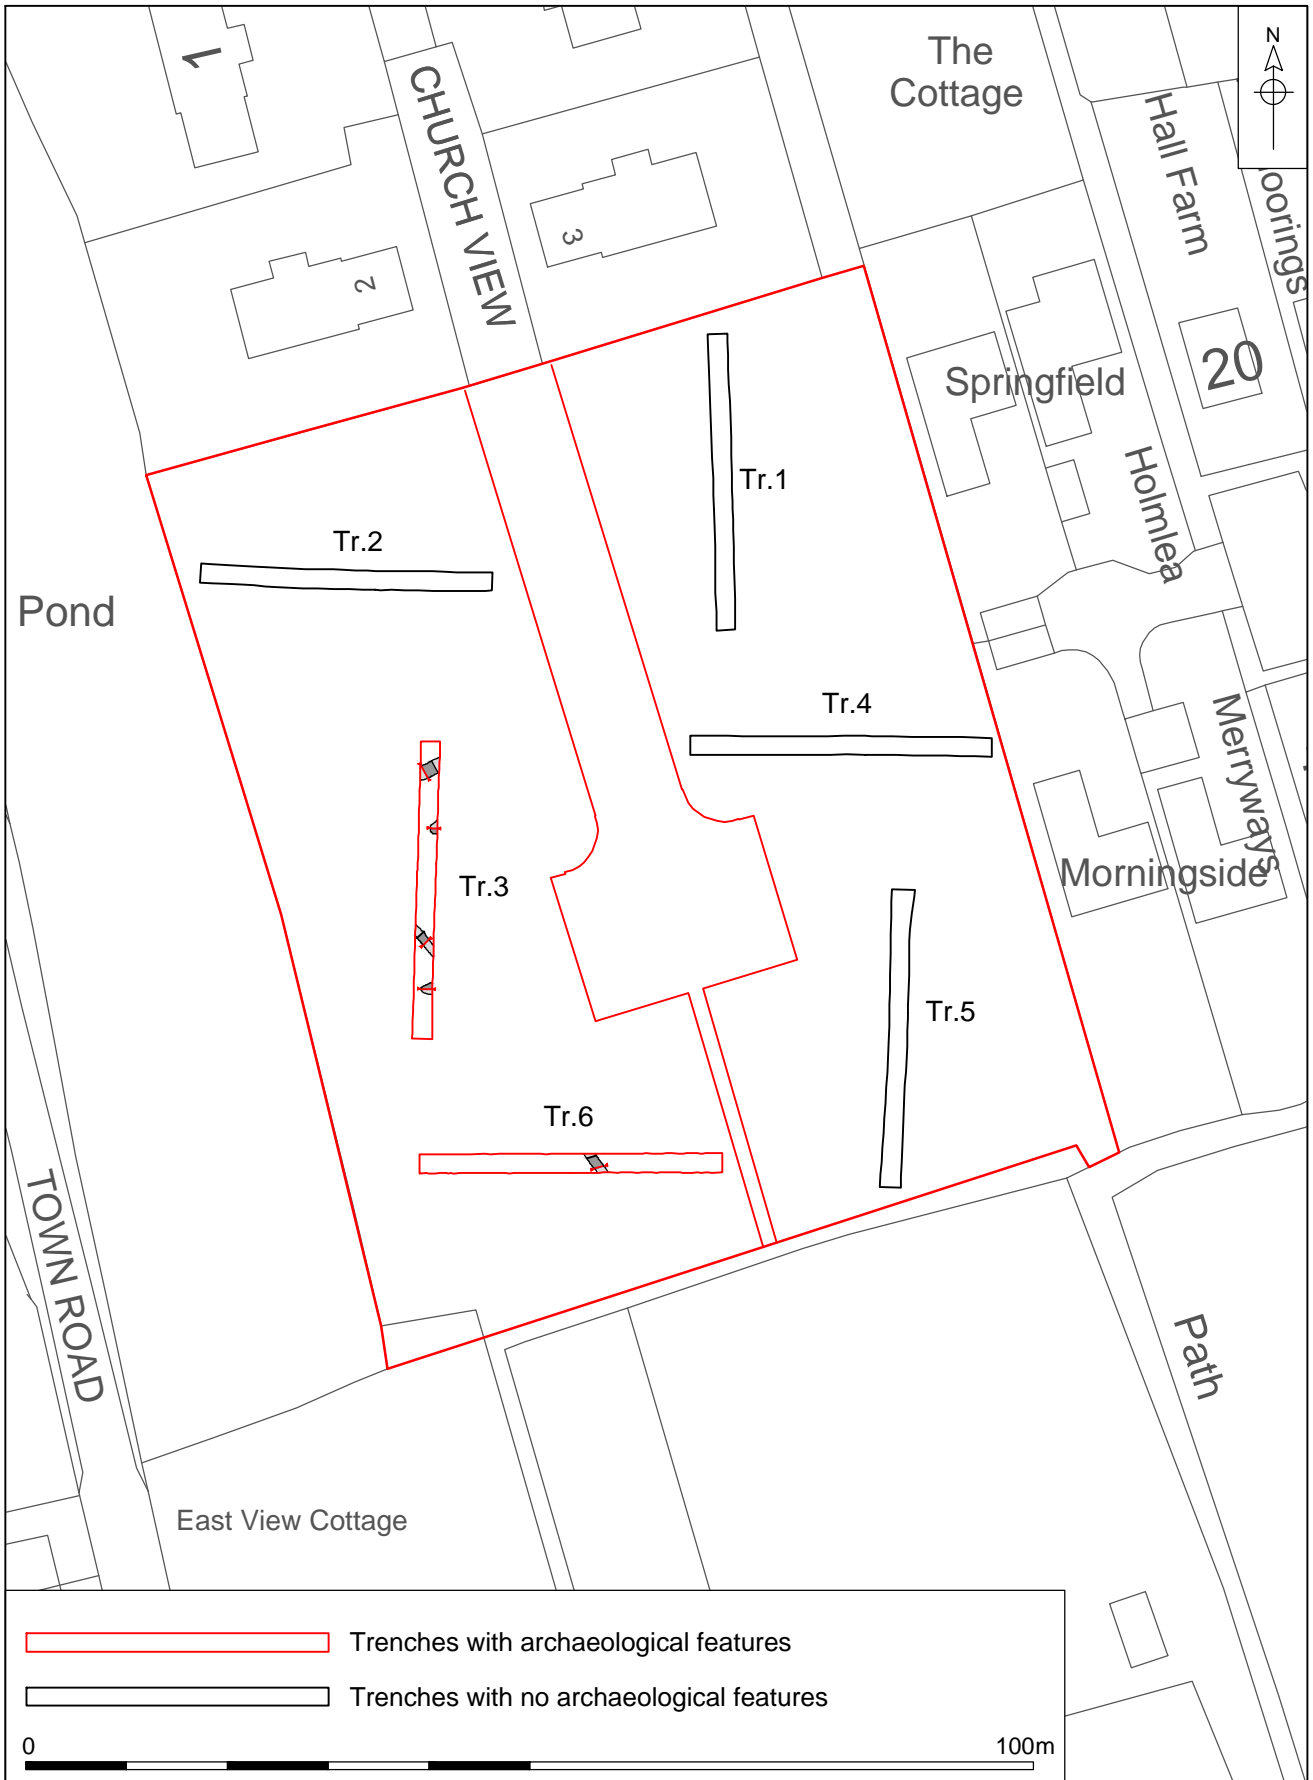 N
1
CHURCH VIEW
The
Cottage
Hall Farm
oorings
3
2
20
Springfield
Tr.1
Holmlea
Tr.2
Pond
Tr.4
Merryways
Tr.3
Morningside
Tr.5
Tr.6
TOWN ROAD
Path
East View Cottage
Trenches with archaeological features
Trenches with no archaeological features
0
100m